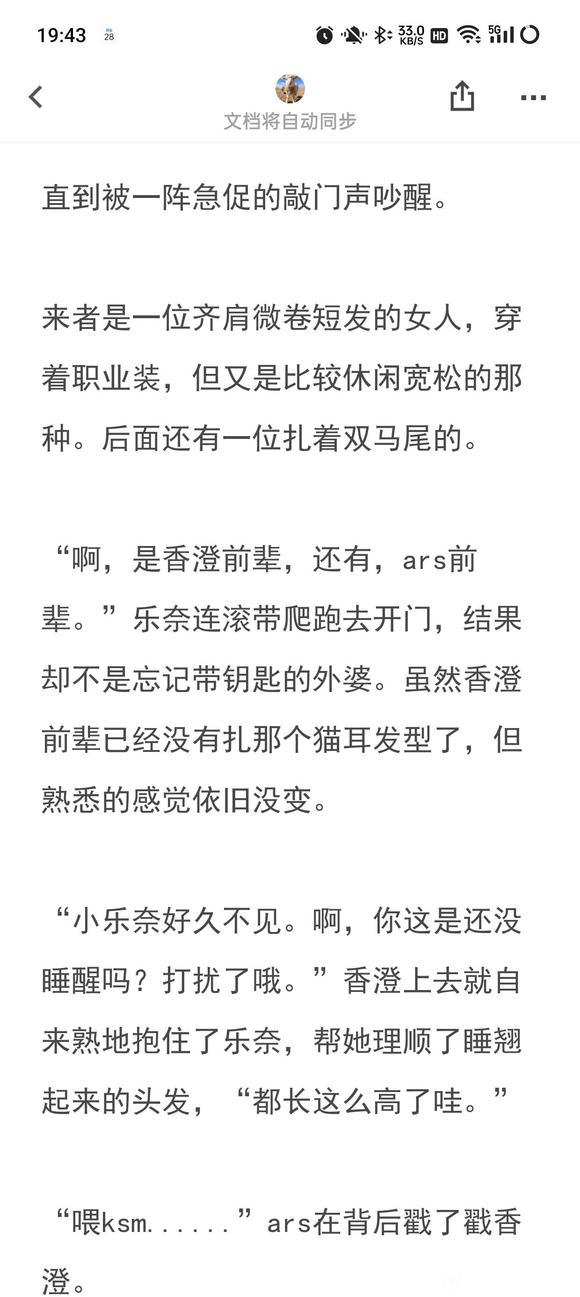 19:43
28
33.0
KB/S
HD
5G
文档将自动同步
直到被一阵急促的敲门声吵醒。
来者是一位齐肩微卷短发的女人，穿
着职业装，但又是比较休闲宽松的那
种。后面还有一位扎着双马尾的。
“啊，是香澄前辈，还有，ars前
辈。”乐奈连滚带爬跑去开门，结果
却不是忘记带钥匙的外婆。虽然香澄
前辈已经没有扎那个猫耳发型了，但
熟悉的感觉依旧没变。
“小乐奈好久不见。啊，你这是还没
睡醒吗？打扰了哦。”香澄上去就自
来熟地抱住了乐奈，帮她理顺了睡翘
起来的头发，“都长这么高了哇。”
“喂ksm......”ars在背后戳了戳香
澄。